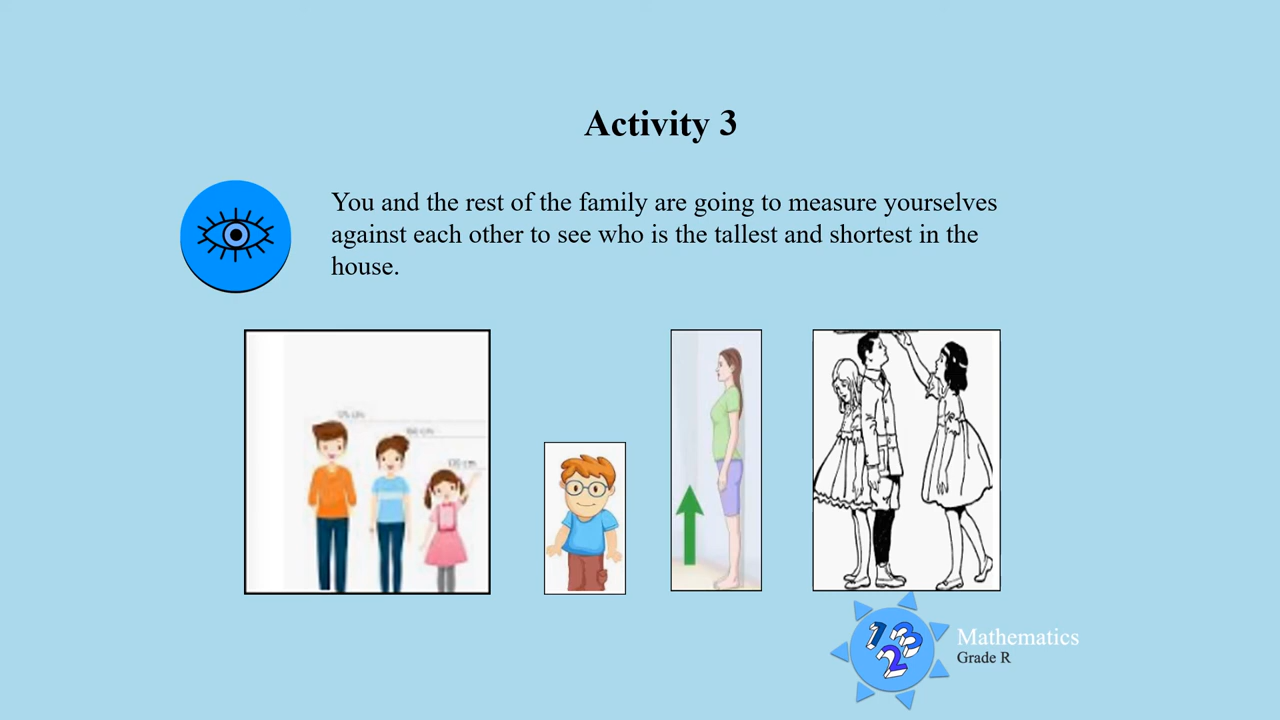 Activity 3
You and the rest of the family are going to measure yourselves
against each other to see who is the tallest and shortest in the
house.
123
Mathematics
Grade R